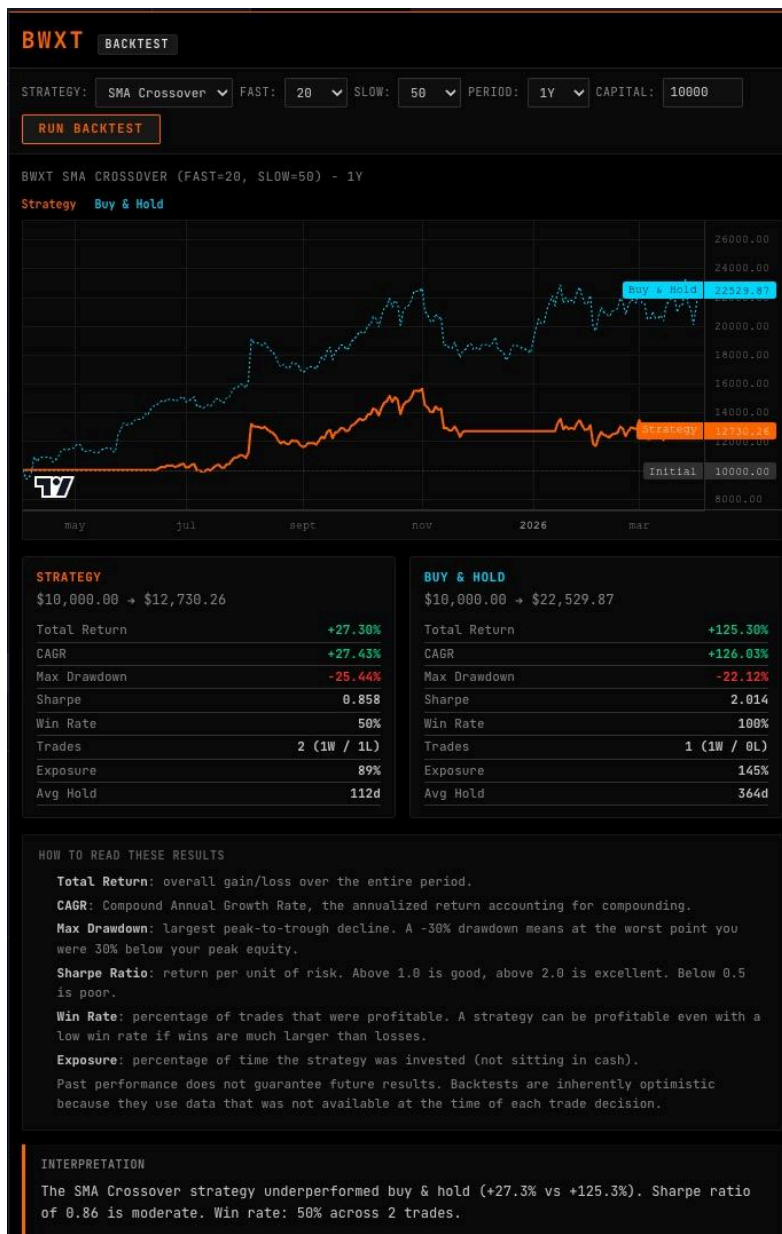 BWXT BACKTEST
STRATEGY: SMA Crossover FAST: 20 SLOW: 50 PERIOD: 1Y CAPITAL: 10000
RUN BACKTEST
BWXT SMA CROSSOVER (FAST=20, SLOW=50) - 1Y
Strategy Buy & Hold
26000.00
24000.00
Buy & Hold 22529.87
20000.00
18000.00
16000.00
14000.00
Strategy 12730.26
12000.00
Initial 10000.00
8000.00
may jul sept nov 2026 mar
STRATEGY
$10,000.00 → $12,730.26
Total Return +27.30%
CAGR +27.43%
Max Drawdown -25.44%
Sharpe 0.858
Win Rate 50%
Trades 2 (1W / 1L)
Exposure 89%
Avg Hold 112d
BUY & HOLD
$10,000.00 → $22,529.87
Total Return +125.30%
CAGR +126.03%
Max Drawdown -22.12%
Sharpe 2.014
Win Rate 100%
Trades 1 (1W / 0L)
Exposure 145%
Avg Hold 364d
HOW TO READ THESE RESULTS
Total Return: overall gain/loss over the entire period.
CAGR: Compound Annual Growth Rate, the annualized return accounting for compounding.
Max Drawdown: largest peak-to-trough decline. A -30% drawdown means at the worst point you
were 30% below your peak equity.
Sharpe Ratio: return per unit of risk. Above 1.0 is good, above 2.0 is excellent. Below 0.5
is poor.
Win Rate: percentage of trades that were profitable. A strategy can be profitable even with a
low win rate if wins are much larger than losses.
Exposure: percentage of time the strategy was invested (not sitting in cash).
Past performance does not guarantee future results. Backtests are inherently optimistic
because they use data that was not available at the time of each trade decision.
INTERPRETATION
The SMA Crossover strategy underperformed buy & hold (+27.3% vs +125.3%). Sharpe ratio
of 0.86 is moderate. Win rate: 50% across 2 trades.